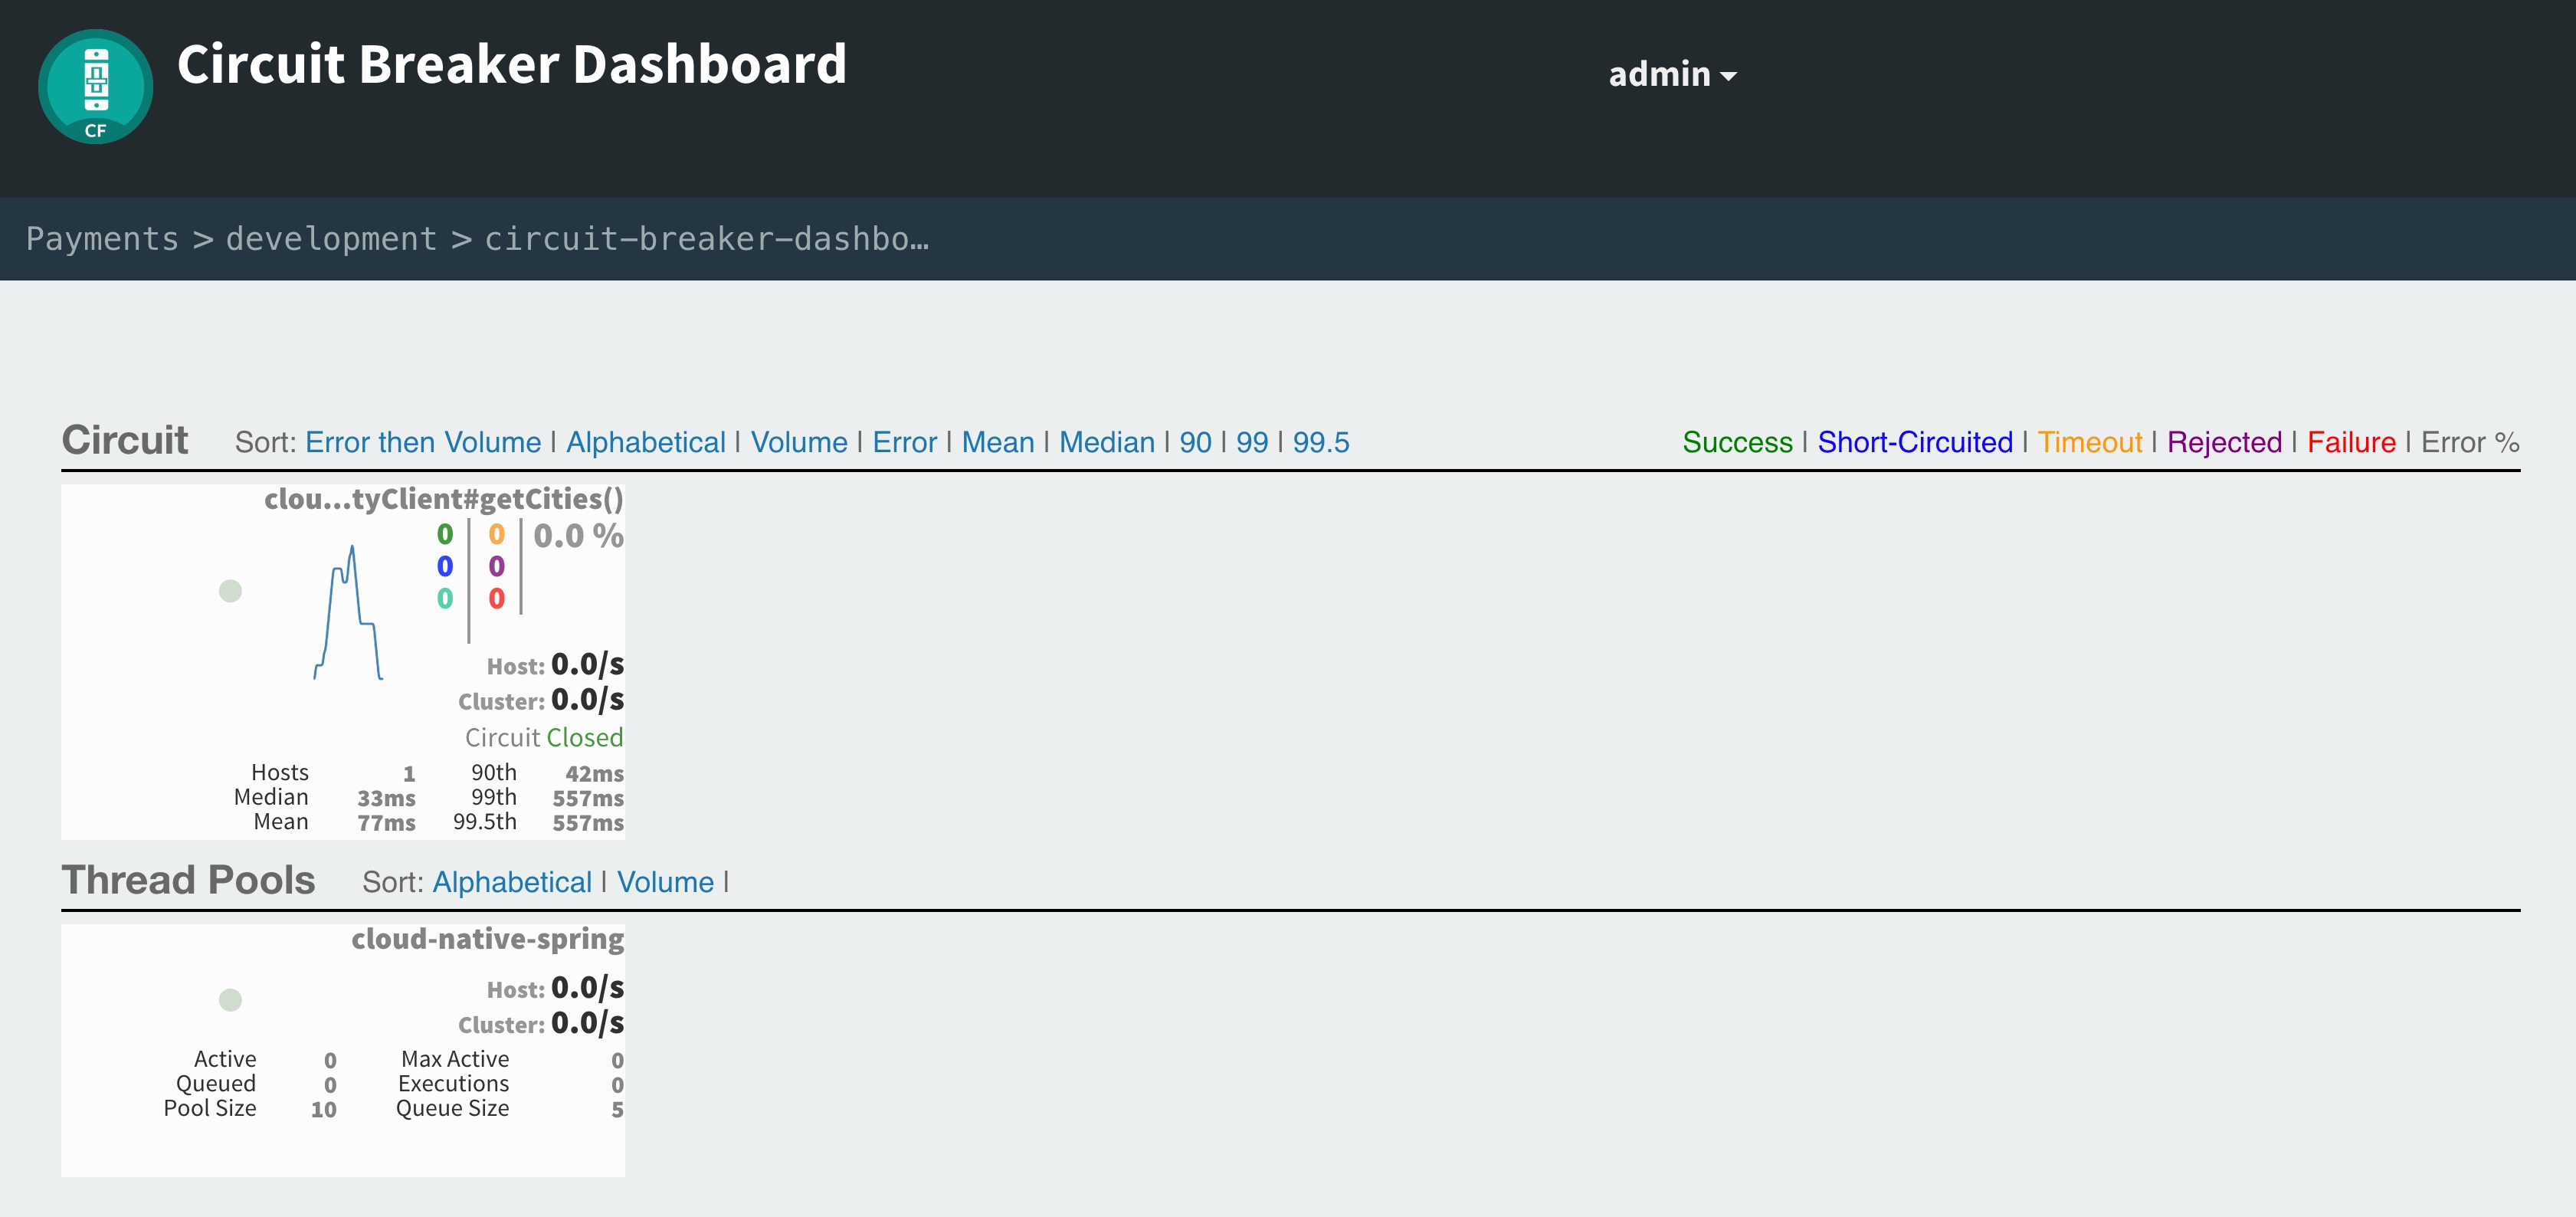 Circuit Breaker Dashboard
admin
CF
Payments > development > circuit-breaker-dashbo…
Circuit Sort: Error then Volume | Alphabetical | Volume | Error | Mean | Median | 90 | 99 | 99.5
Success | Short-Circuited | Timeout | Rejected | Failure | Error %
clou...tyClient#getCities()
0 0 0.0 %
0 0
0 0
Host: 0.0/s
Cluster: 0.0/s
Circuit Closed
Hosts 1 90th 42ms
Median 33ms 99th 557ms
Mean 77ms 99.5th 557ms
Thread Pools Sort: Alphabetical | Volume |
cloud-native-spring
Host: 0.0/s
Cluster: 0.0/s
Active 0 Max Active 0
Queued 0 Executions 0
Pool Size 10 Queue Size 5